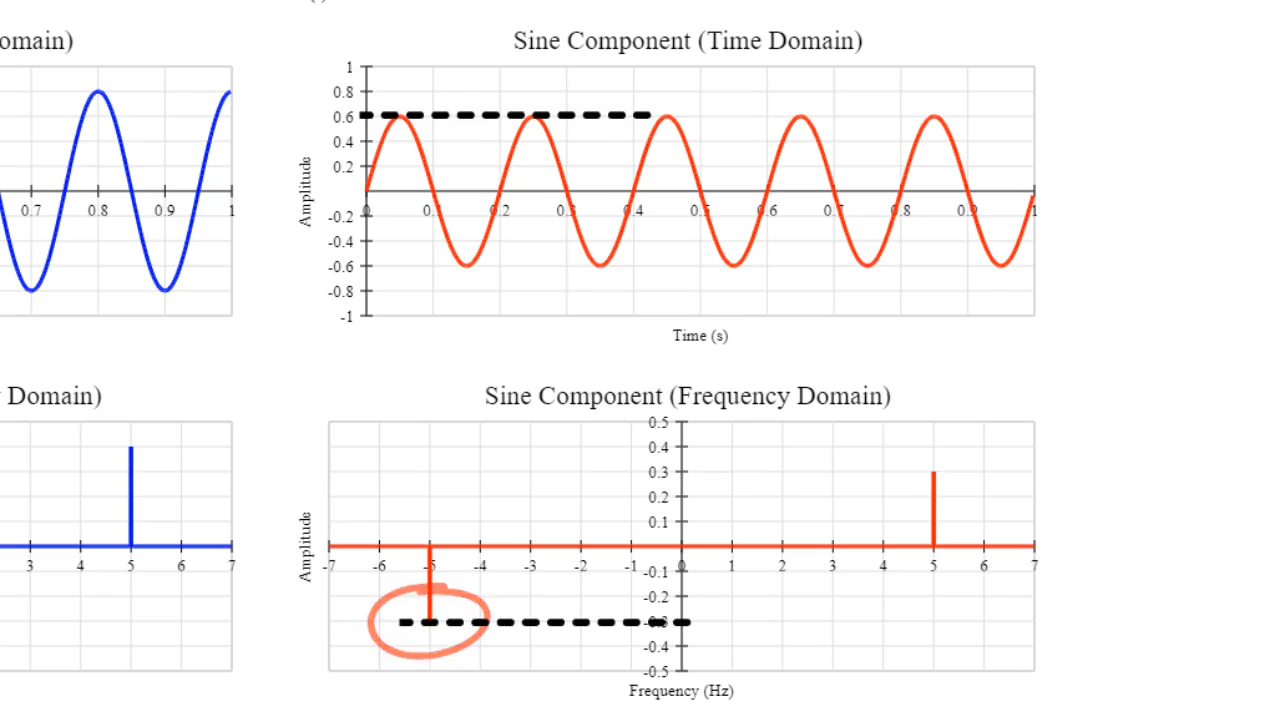 omain)
Sine Component (Time Domain)
1
0.8
0.6
0.4
0.2
-0.2
-0.4
-0.6
-0.8
-1
Amplitude
0.7 0.8 0.9 1
0 0.1 0.2 0.3 0.4 0.5 0.6 0.7 0.8 0.9 1
Time (s)
Domain)
Sine Component (Frequency Domain)
0.5
0.4
0.3
0.2
0.1
-0.1
-0.2
-0.3
-0.4
-0.5
Amplitude
3 4 5 6 7
-7 -6 -5 -4 -3 -2 -1 0 1 2 3 4 5 6 7
Frequency (Hz)